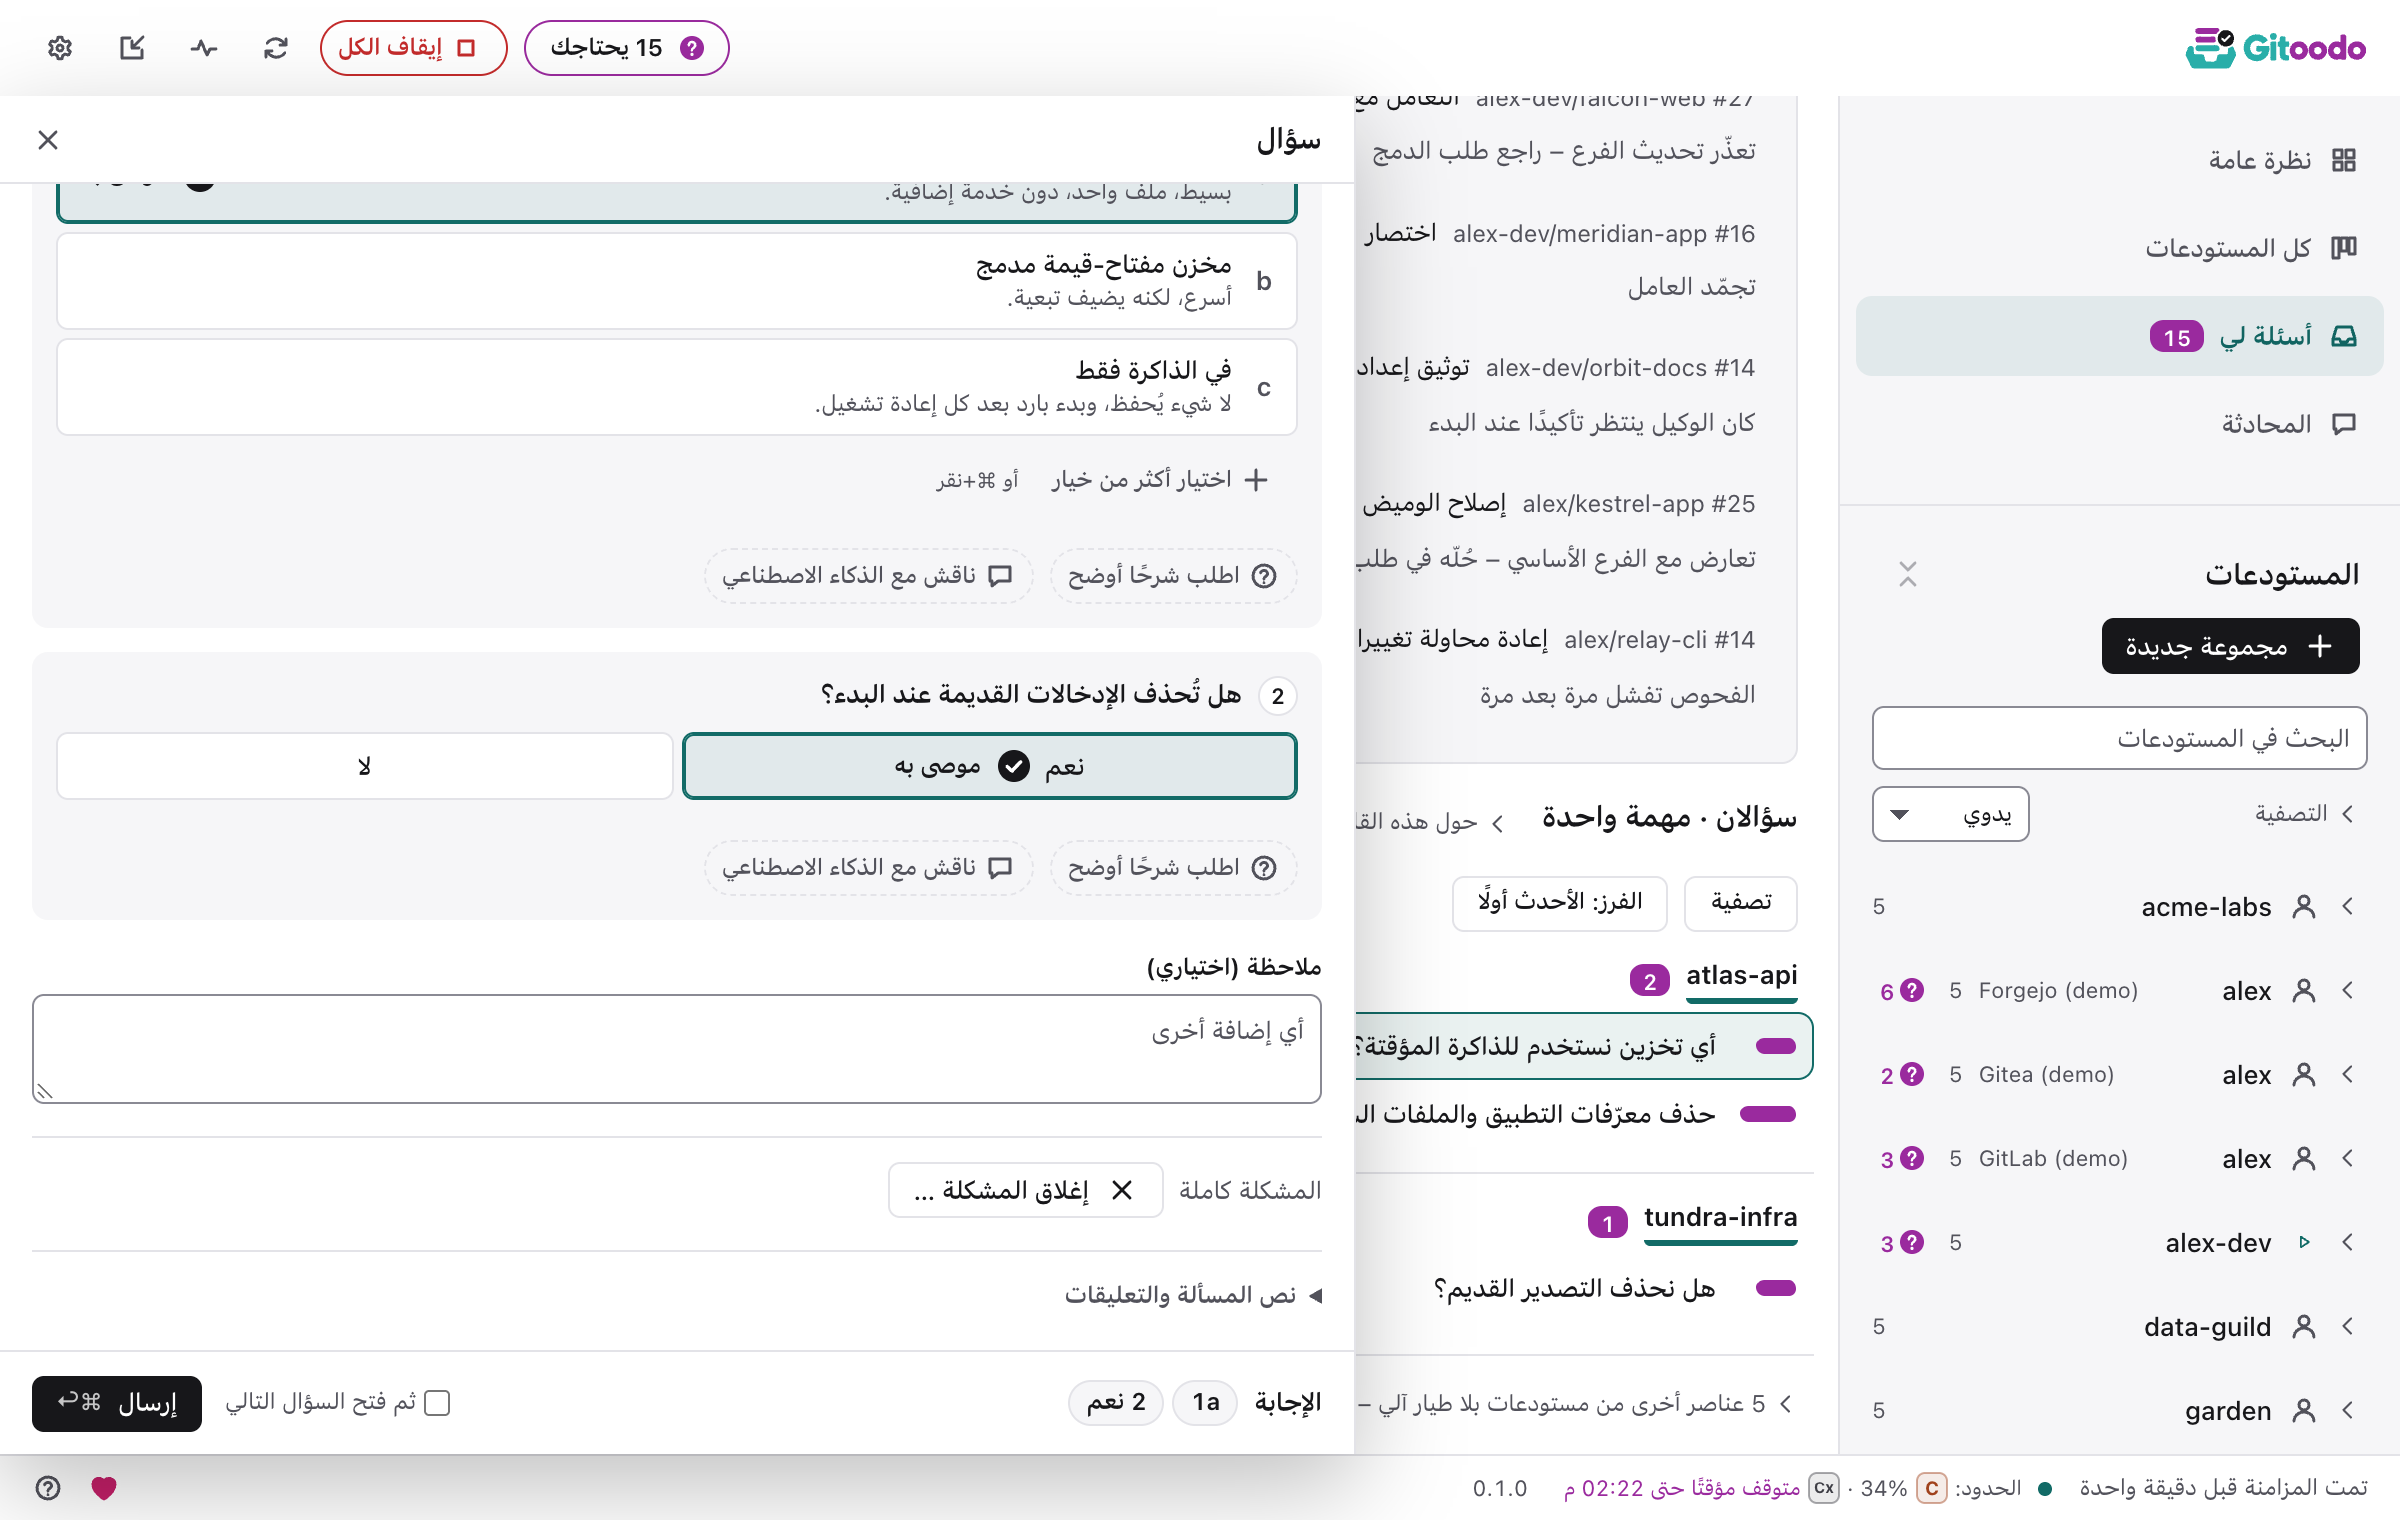 Gitoodo
15 يحتاجك
إيقاف الكل
نظرة عامة
كل المستودعات
أسئلة لي 15
المحادثة
المستودعات
مجموعة جديدة
البحث في المستودعات
التصفية
يدوي
acme-labs 5
alex Forgejo (demo) 5 6
alex Gitea (demo) 5 2
alex GitLab (demo) 5 3
alex-dev 5 3
data-guild 5
garden 5
alex-dev/falcon-web #27 التعامل مع
تعذّر تحديث الفرع – راجع طلب الدمج
alex-dev/meridian-app #16 اختصار
تجمّد العامل
alex-dev/orbit-docs #14 توثيق إعداد
كان الوكيل ينتظر تأكيدًا عند البدء
alex/kestrel-app #25 إصلاح الوميض
تعارض مع الفرع الأساسي – حُلّه في طلب
alex/relay-cli #14 إعادة محاولة
الفحوص تفشل مرة بعد مرة
سؤالان · مهمة واحدة
حول هذه
تصفية
الفرز: الأحدث أولًا
atlas-api 2
أي تخزين نستخدم للذاكرة المؤقتة؟
حذف معرّفات التطبيق والملفات
tundra-infra 1
هل نحذف التصدير القديم؟
5 عناصر أخرى من مستودعات بلا طيار آلي –
سؤال
بسيط، ملف واحد، دون خدمة إضافية.
b
مخزن مفتاح-قيمة مدمج
أسرع، لكنه يضيف تبعية.
c
في الذاكرة فقط
لا شيء يُحفظ، وبدء بارد بعد كل إعادة تشغيل.
اختيار أكثر من خيار
أو ⌘+نقر
اطلب شرحًا أوضح
ناقش مع الذكاء الاصطناعي
2 هل تُحذف الإدخالات القديمة عند البدء؟
نعم موصى به
لا
اطلب شرحًا أوضح
ناقش مع الذكاء الاصطناعي
ملاحظة (اختياري)
أي إضافة أخرى
المشكلة كاملة
إغلاق المشكلة ...
نص المسألة والتعليقات
الإجابة
1a
2 نعم
ثم فتح السؤال التالي
إرسال ⌘↩
تمت المزامنة قبل دقيقة واحدة
الحدود: C 34% · Cx متوقف مؤقتًا حتى 02:22 م
0.1.0